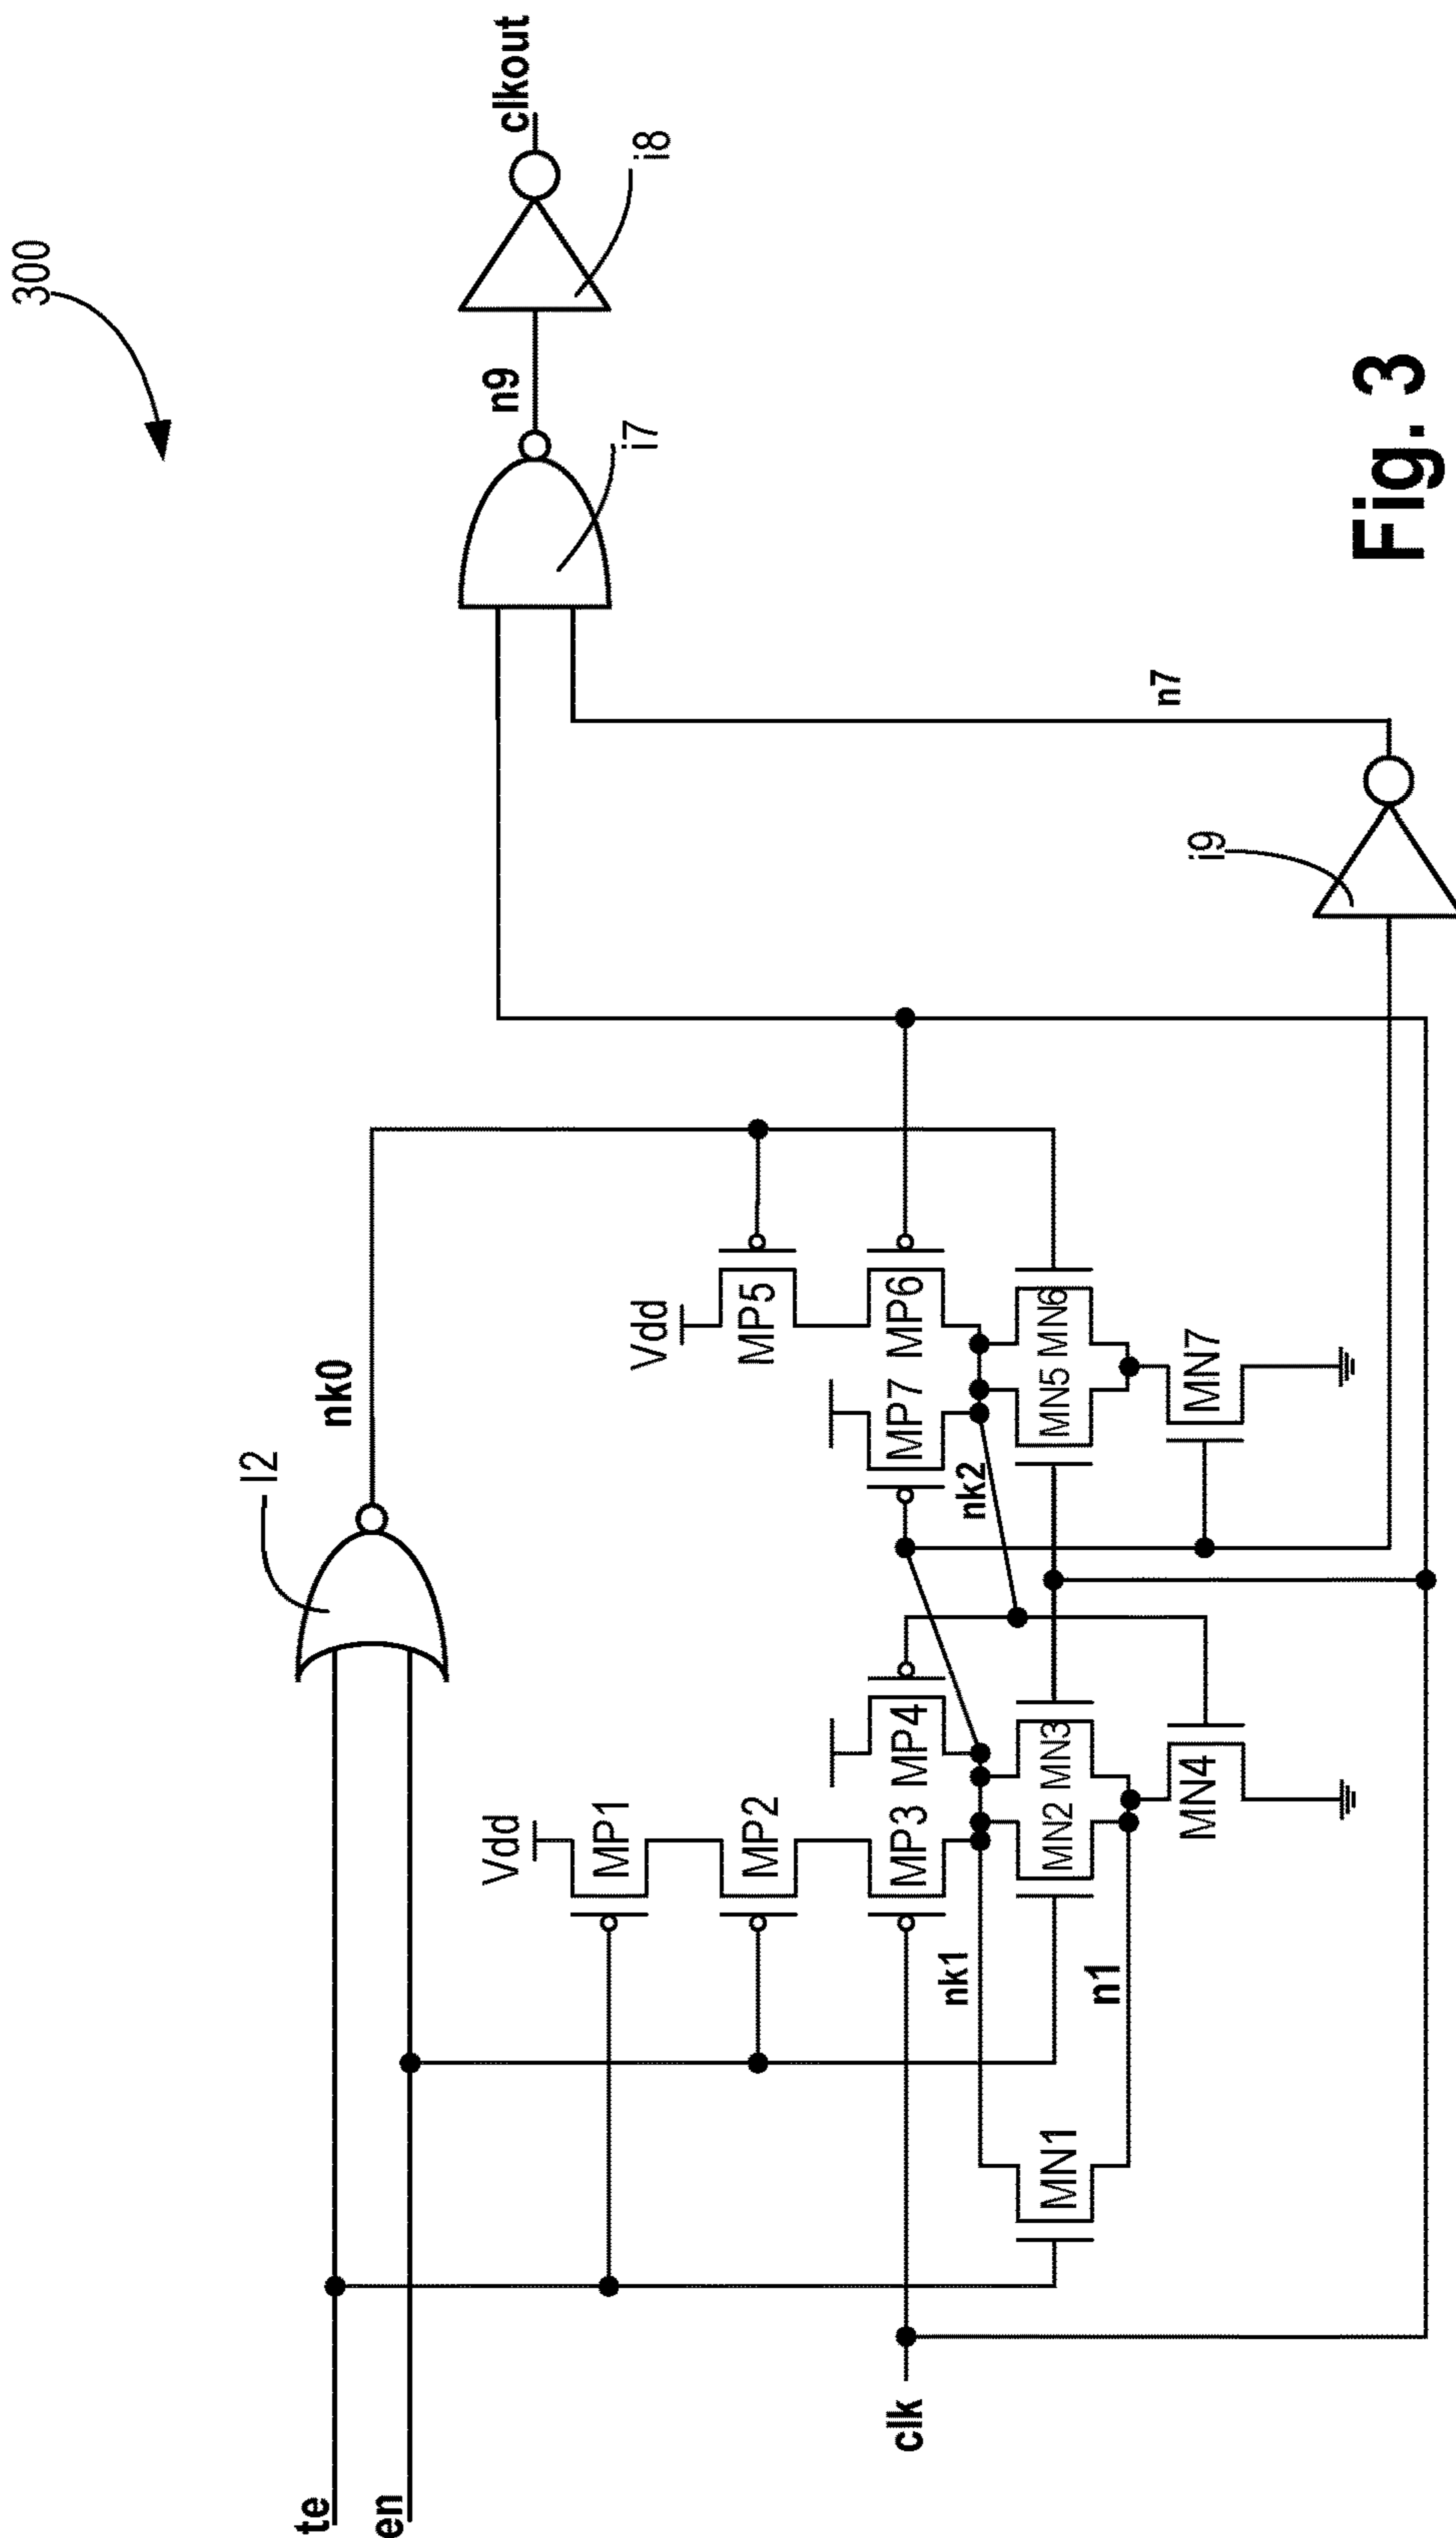 300
te
en
I2
nk0
clk
Vdd
MP1
MP2
MP3
MP4
nk1
MN1
MN2
MN3
n1
MN4
Vdd
MP5
MP7
MP6
nk2
MN5
MN6
MN7
i9
n7
i7
n9
i8
clkout
Fig. 3